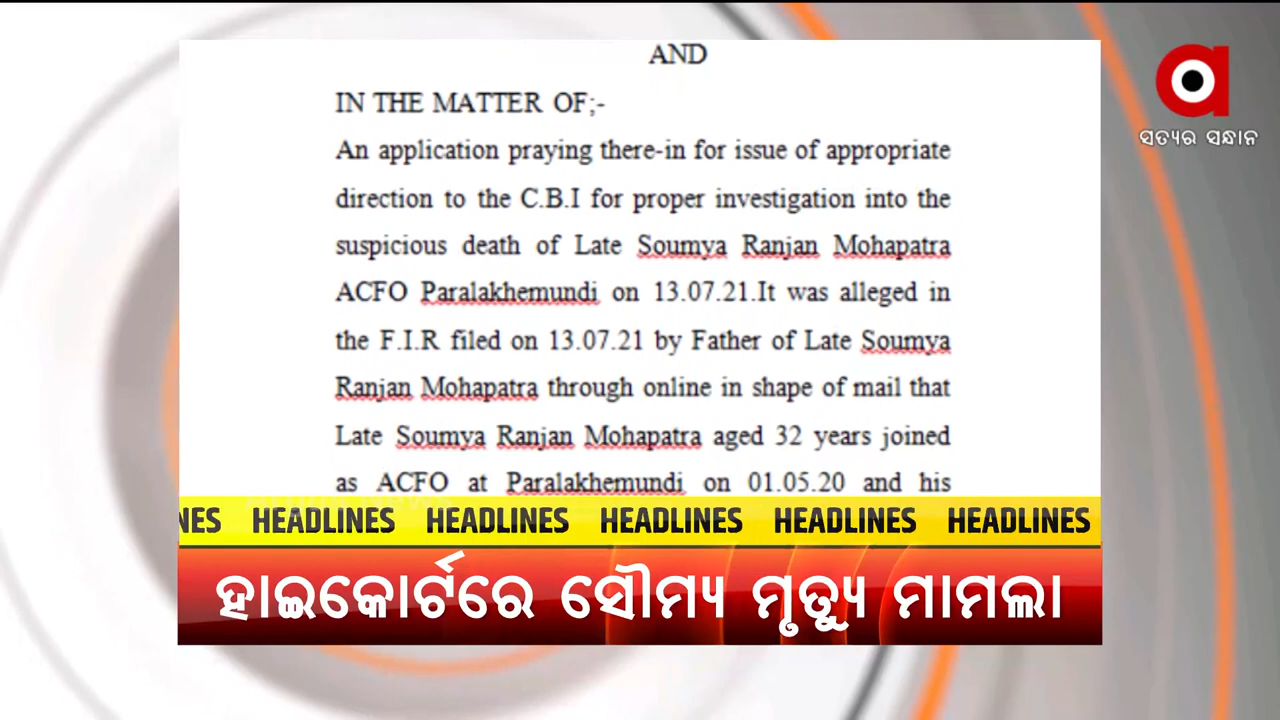 AND
IN THE MATTER OF;-
An application praying there-in for issue of appropriate
direction to the C.B.I for proper investigation into the
suspicious death of Late Soumya Ranjan Mohapatra
ACFO Paralakhemundi on 13.07.21.It was alleged in
the F.I.R filed on 13.07.21 by Father of Late Soumya
Ranjan Mohapatra through online in shape of mail that
Late Soumya Ranjan Mohapatra aged 32 years joined
as ACFO at Paralakhemundi on 01.05.20 and his
ସତ୍ୟର ସନ୍ଧାନ
NES HEADLINES HEADLINES HEADLINES HEADLINES HEADLINES
ହାଇକୋର୍ଟରେ ସୌମ୍ୟ ମୃତ୍ୟୁ ମାମଲା